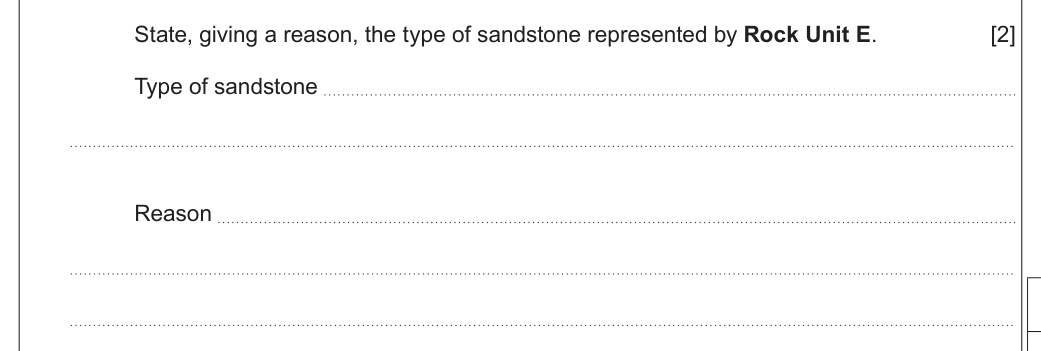 State, giving a reason, the type of sandstone represented by Rock Unit E. [2]
Type of sandstone
Reason